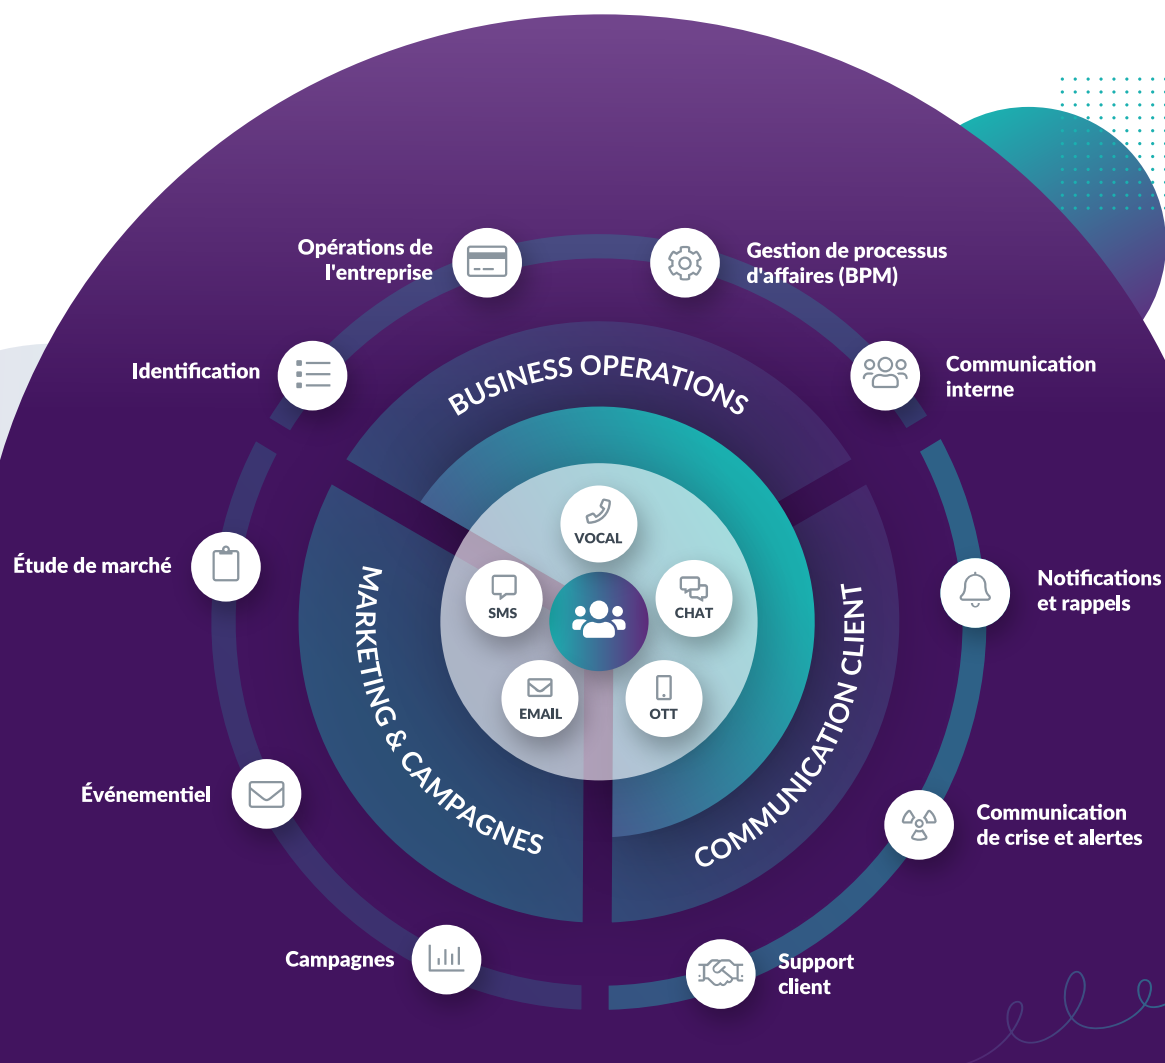 Opérations de
l'entreprise
Gestion de processus
d'affaires (BPM)
Identification
Communication
interne
BUSINESS OPERATIONS
VOCAL
SMS
CHAT
EMAIL
OTT
MARKETING & CAMPAGNES
COMMUNICATION CLIENT
Étude de marché
Notifications
et rappels
Événementiel
Communication
de crise et alertes
Campagnes
Support
client